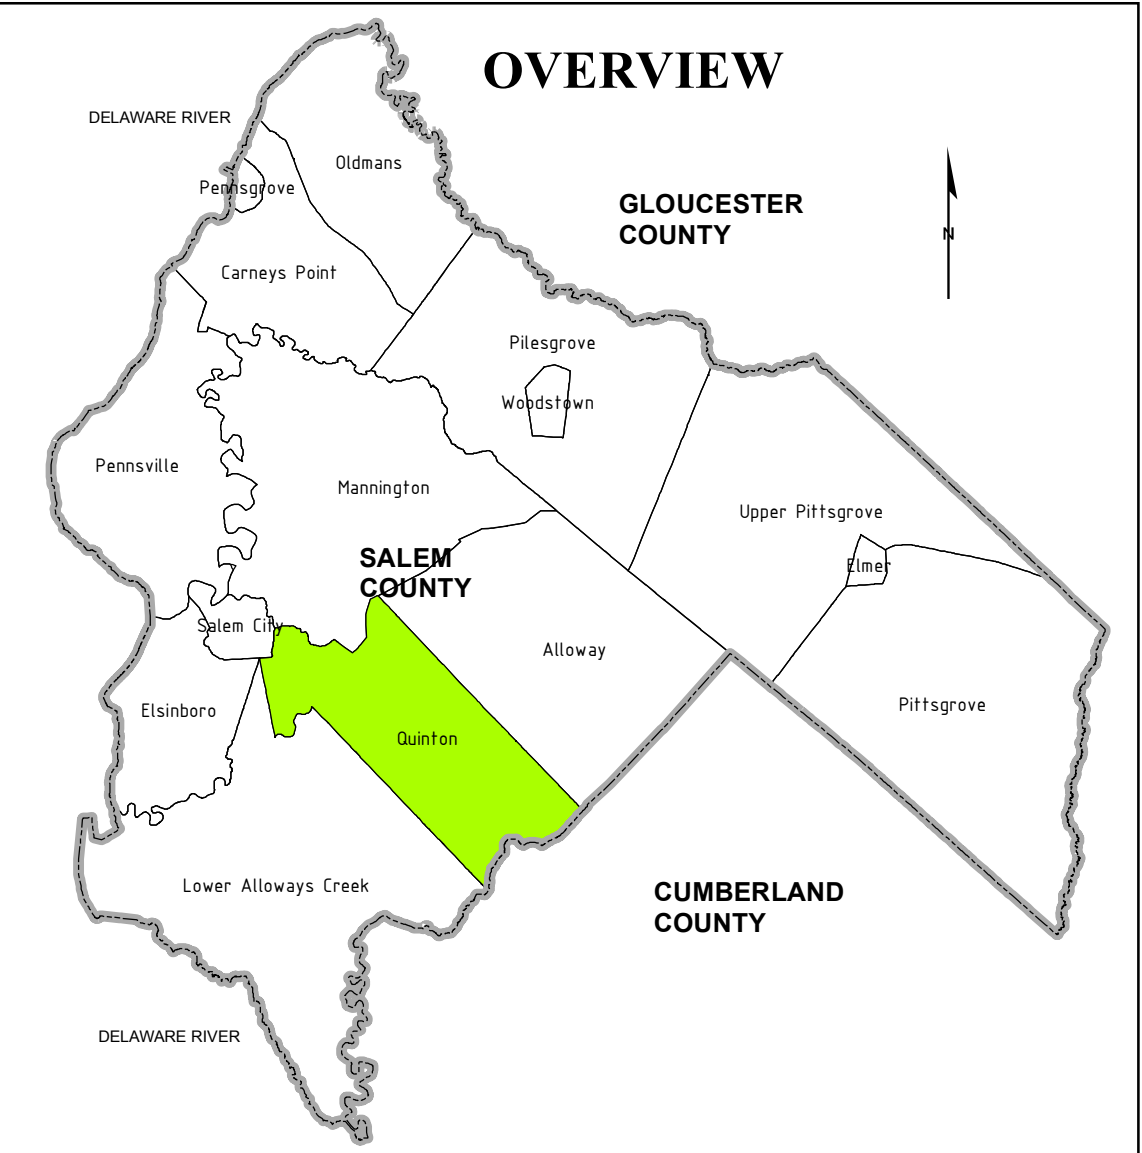 OVERVIEW
DELAWARE RIVER
Oldmans
Pennsgrove
GLOUCESTER
COUNTY
N
Carneys Point
Pilesgrove
Woodstown
Pennsville
Mannington
Upper Pittsgrove
SALEM
COUNTY
Elmer
Salem City
Alloway
Elsinboro
Pittsgrove
Quinton
Lower Alloways Creek
CUMBERLAND
COUNTY
DELAWARE RIVER